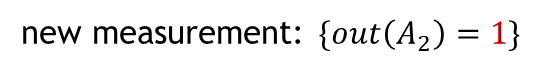 new measurement: {out(A₂) = 1}